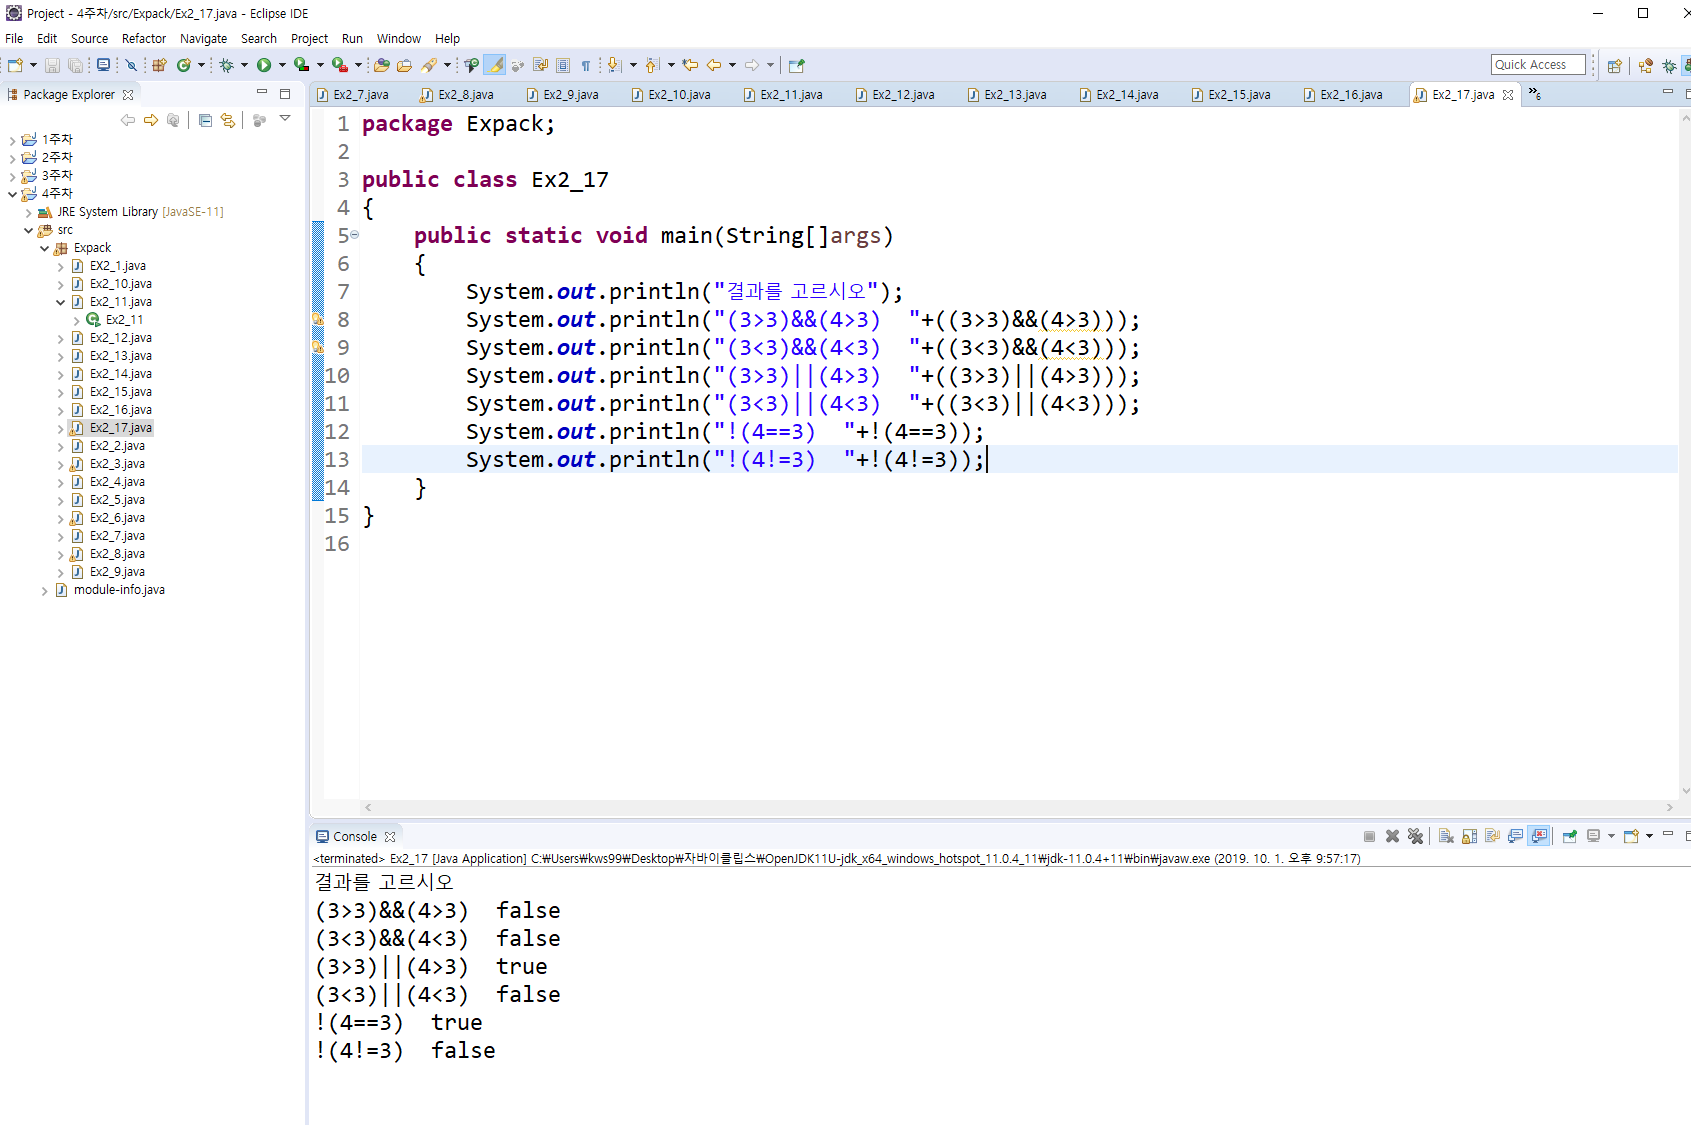 Project - 4주차/src/Expack/Ex2_17.java - Eclipse IDE
File Edit Source Refactor Navigate Search Project Run Window Help
Quick Access
Package Explorer
Ex2_7.java Ex2_8.java Ex2_9.java Ex2_10.java Ex2_11.java Ex2_12.java Ex2_13.java Ex2_14.java Ex2_15.java Ex2_16.java Ex2_17.java »6
1주차
2주차
3주차
4주차
JRE System Library [JavaSE-11]
src
Expack
EX2_1.java
Ex2_10.java
Ex2_11.java
Ex2_11
Ex2_12.java
Ex2_13.java
Ex2_14.java
Ex2_15.java
Ex2_16.java
Ex2_17.java
Ex2_2.java
Ex2_3.java
Ex2_4.java
Ex2_5.java
Ex2_6.java
Ex2_7.java
Ex2_8.java
Ex2_9.java
module-info.java
1 package Expack;
2
3 public class Ex2_17
4 {
5 public static void main(String[]args)
6 {
7 System.out.println("결과를 고르시오");
8 System.out.println("(3>3)&&(4>3)  "+((3>3)&&(4>3)));
9 System.out.println("(3<3)&&(4<3)  "+((3<3)&&(4<3)));
10 System.out.println("(3>3)||(4>3)  "+((3>3)||(4>3)));
11 System.out.println("(3<3)||(4<3)  "+((3<3)||(4<3)));
12 System.out.println("!(4==3)  "+!(4==3));
13 System.out.println("!(4!=3)  "+!(4!=3));
14 }
15 }
16
Console
<terminated> Ex2_17 [Java Application] C:₩Users₩kws99₩Desktop₩자바이클립스₩OpenJDK11U-jdk_x64_windows_hotspot_11.0.4_11₩jdk-11.0.4+11₩bin₩javaw.exe (2019. 10. 1. 오후 9:57:17)
결과를 고르시오
(3>3)&&(4>3)  false
(3<3)&&(4<3)  false
(3>3)||(4>3)  true
(3<3)||(4<3)  false
!(4==3)  true
!(4!=3)  false